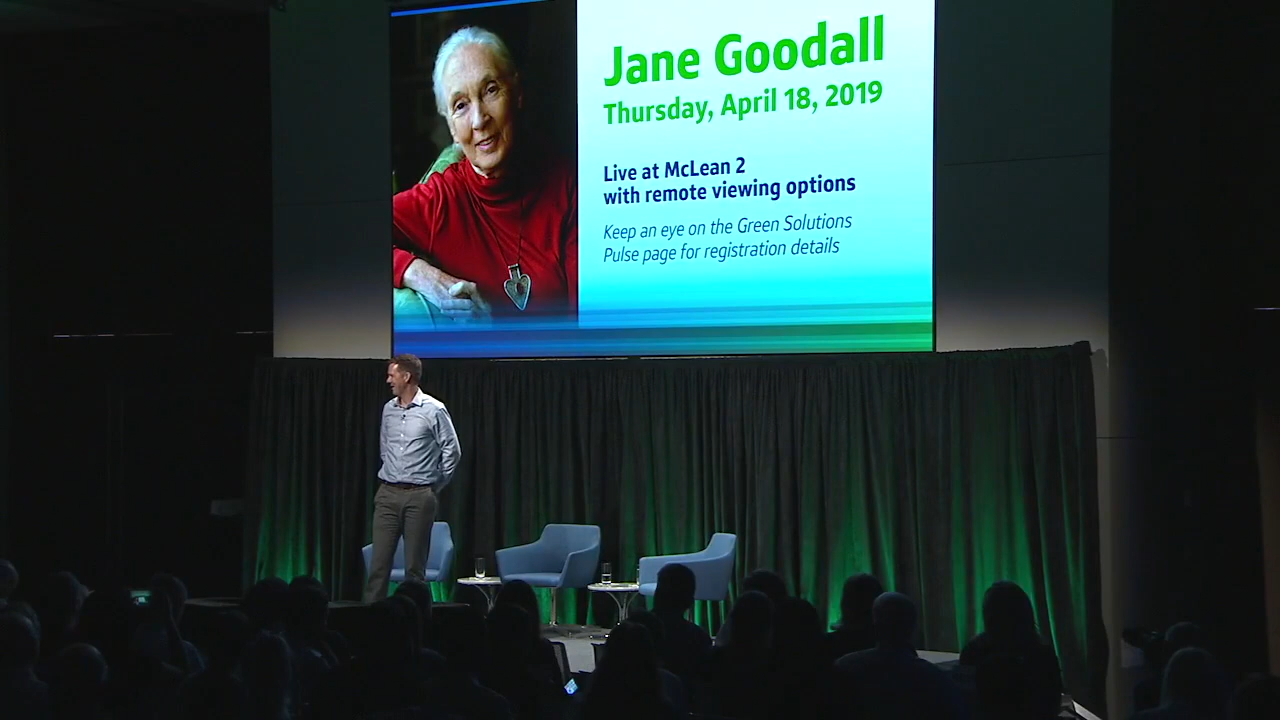 Jane Goodall
Thursday, April 18, 2019
Live at McLean 2
with remote viewing options
Keep an eye on the Green Solutions
Pulse page for registration details